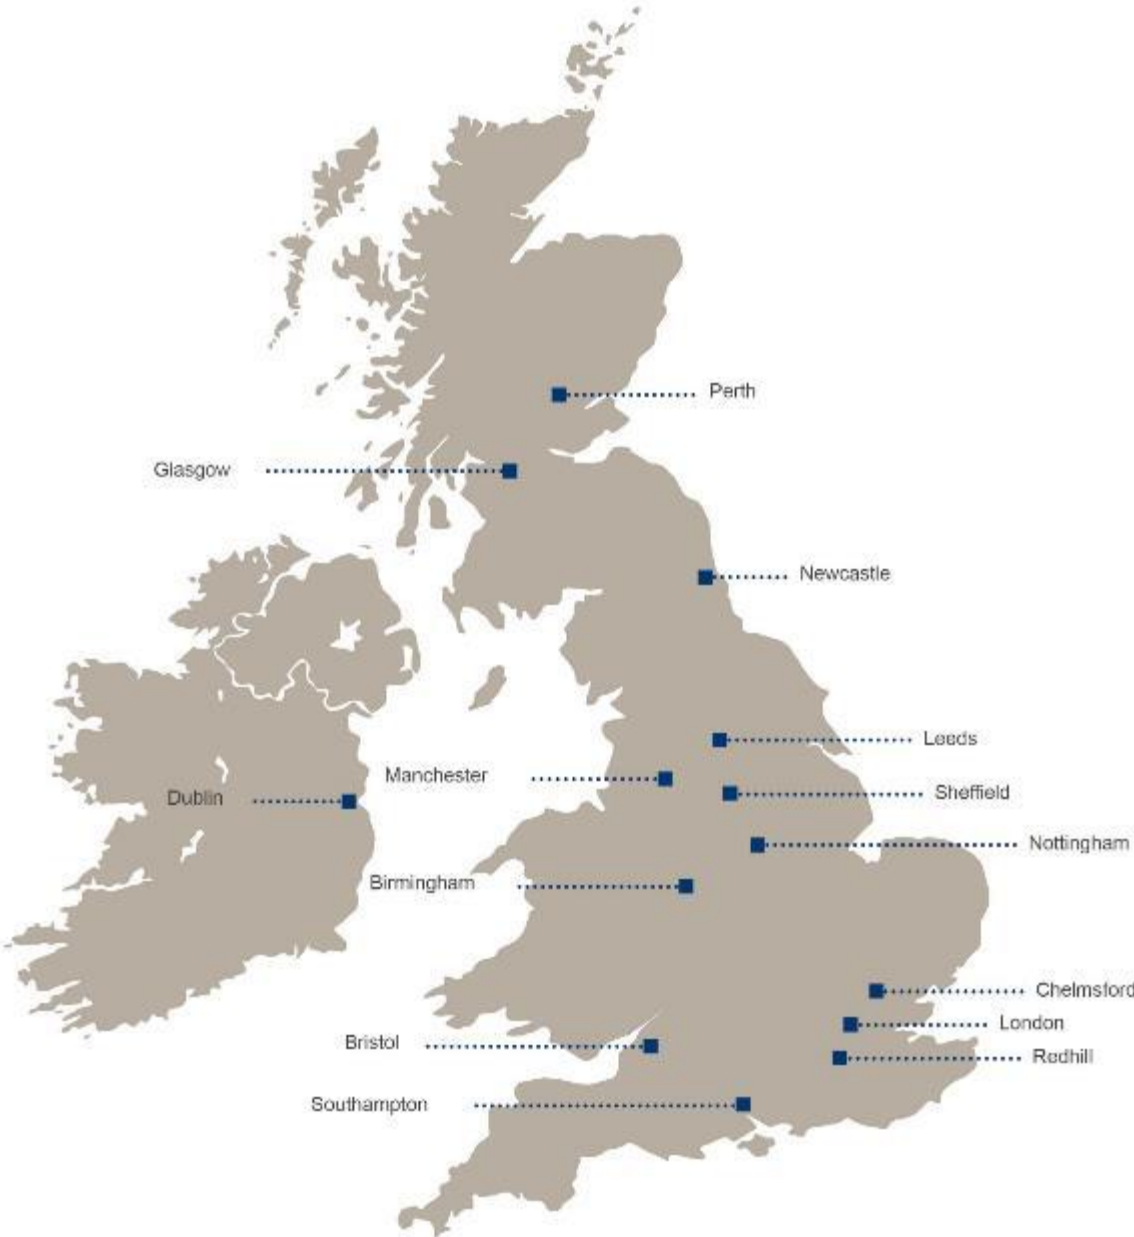 Perth
Glasgow
Newcastle
Leeds
Manchester
Sheffield
Dublin
Nottingham
Birmingham
Chelmsford
London
Bristol
Redhill
Southampton